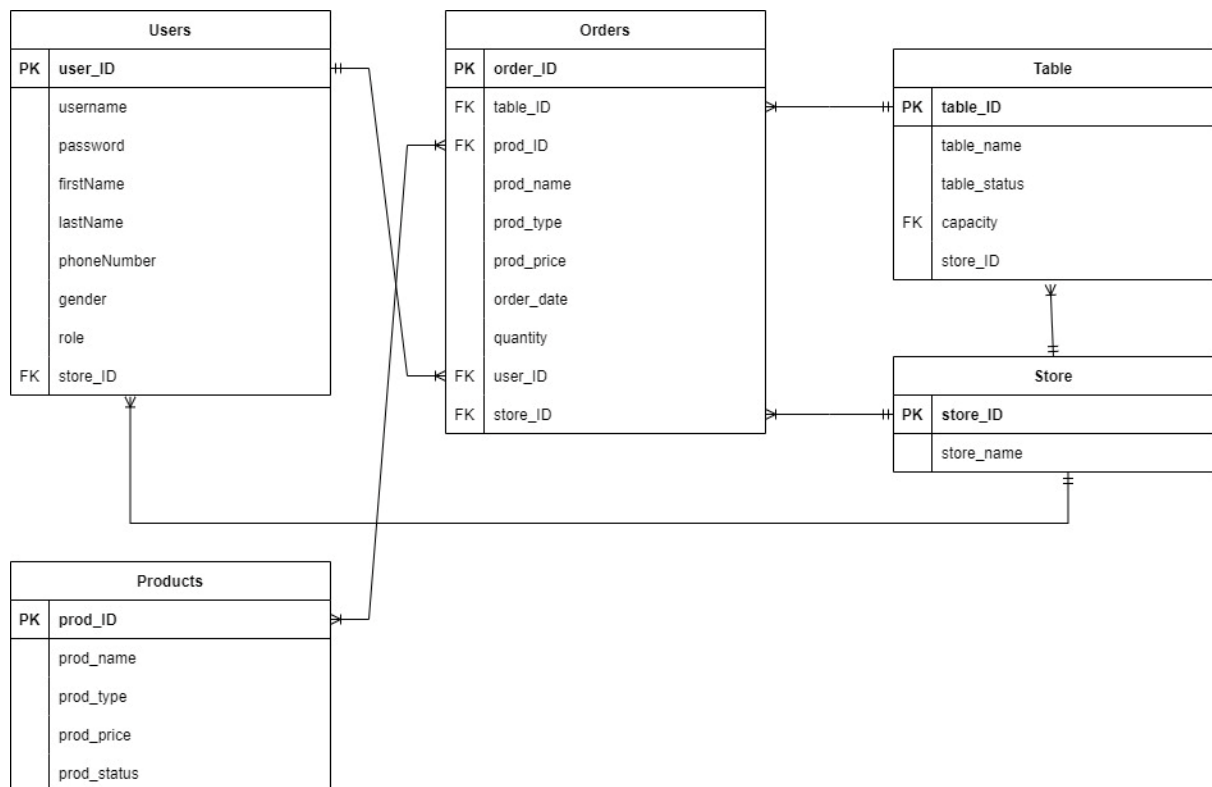 Users
PK user_ID
username
password
firstName
lastName
phoneNumber
gender
role
FK store_ID
Orders
PK order_ID
FK table_ID
FK prod_ID
prod_name
prod_type
prod_price
order_date
quantity
FK user_ID
FK store_ID
Table
PK table_ID
table_name
table_status
FK capacity
store_ID
Store
PK store_ID
store_name
Products
PK prod_ID
prod_name
prod_type
prod_price
prod_status